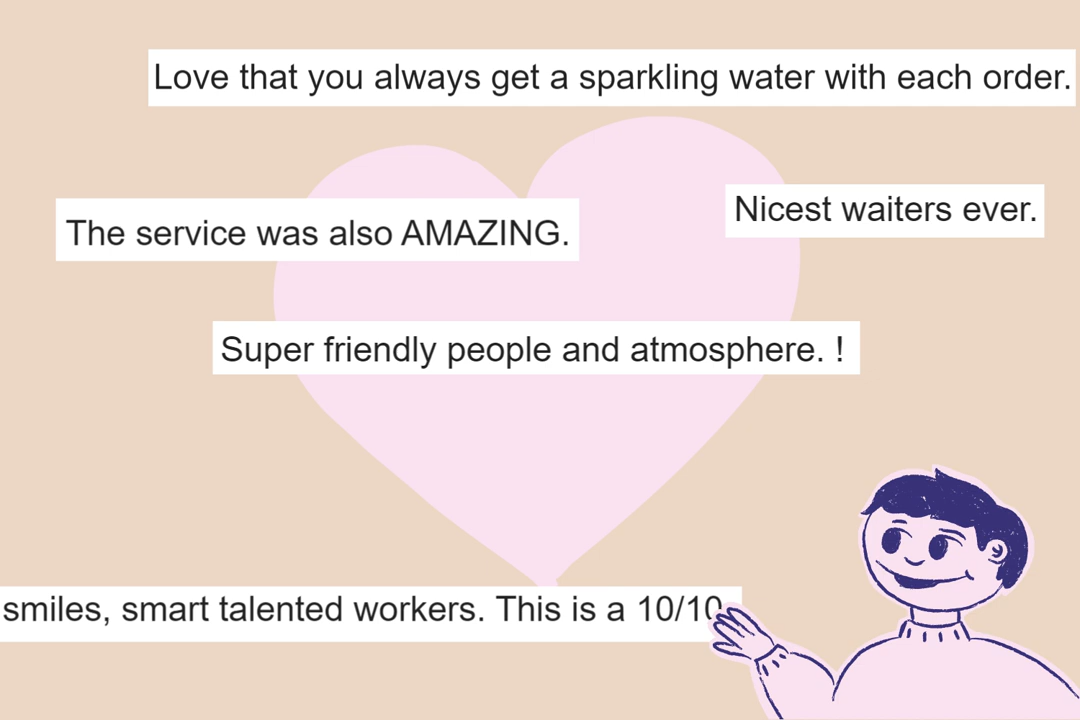 Love that you always get a sparkling water with each order.
Nicest waiters ever.
The service was also AMAZING.
Super friendly people and atmosphere. !
smiles, smart talented workers. This is a 10/10